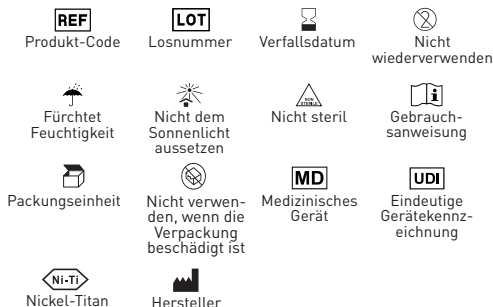 REF
LOT
Produkt-Code
Losnummer
Verfallsdatum
Nicht
wiederverwenden
NON
STERILE
Fürchtet
Feuchtigkeit
Nicht dem
Sonnenlicht
aussetzen
Nicht steril
Gebrauch-
sanweisung
MD
UDI
Packungseinheit
Nicht verwen-
den, wenn die
Verpackung
beschädigt ist
Medizinisches
Gerät
Eindeutige
Gerätekennz-
eichnung
Ni-Ti
Nickel-Titan
Hersteller